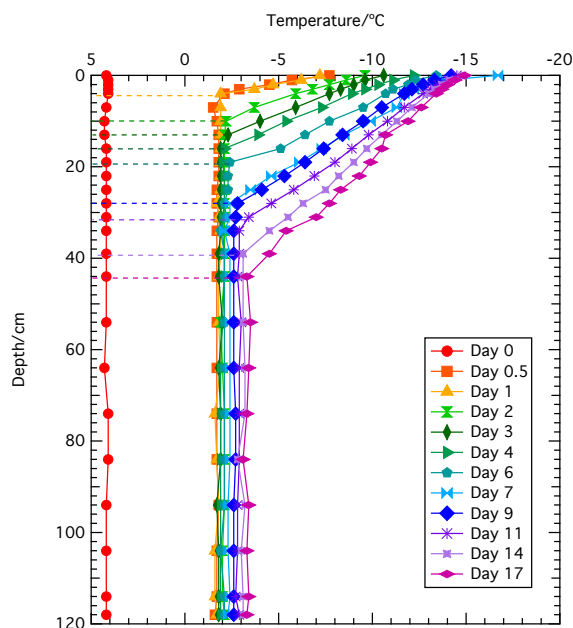 Temperature/ºC
5 0 -5 -10 -15 -20
0
20
40
60
80
100
120
Depth/cm
Day 0
Day 0.5
Day 1
Day 2
Day 3
Day 4
Day 6
Day 7
Day 9
Day 11
Day 14
Day 17